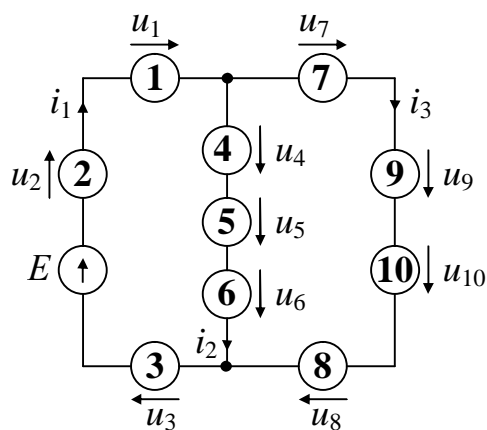 u₁ u₇
1 7
i₁ i₃
4 u₄
u₂ 2 9 u₉
5 u₅
E 10 u₁₀
6 u₆
i₂
3 8
u₃ u₈